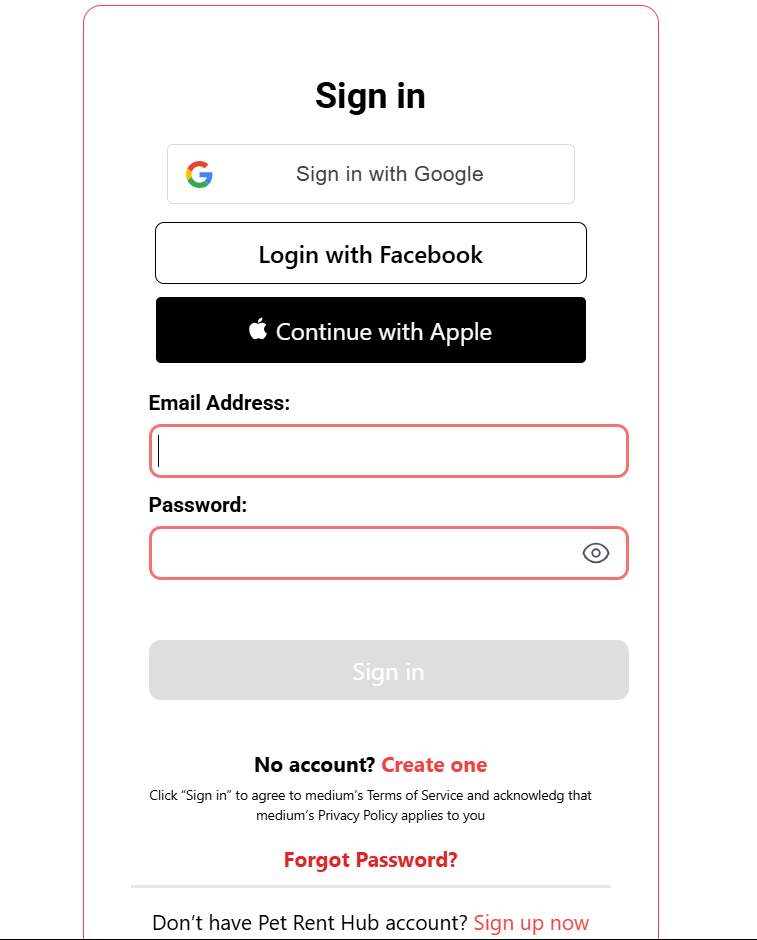 Sign in
Sign in with Google
Login with Facebook
Continue with Apple
Email Address:
Password:
Sign in
No account? Create one
Click “Sign in” to agree to medium’s Terms of Service and acknowledg that
medium’s Privacy Policy applies to you
Forgot Password?
Don’t have Pet Rent Hub account? Sign up now